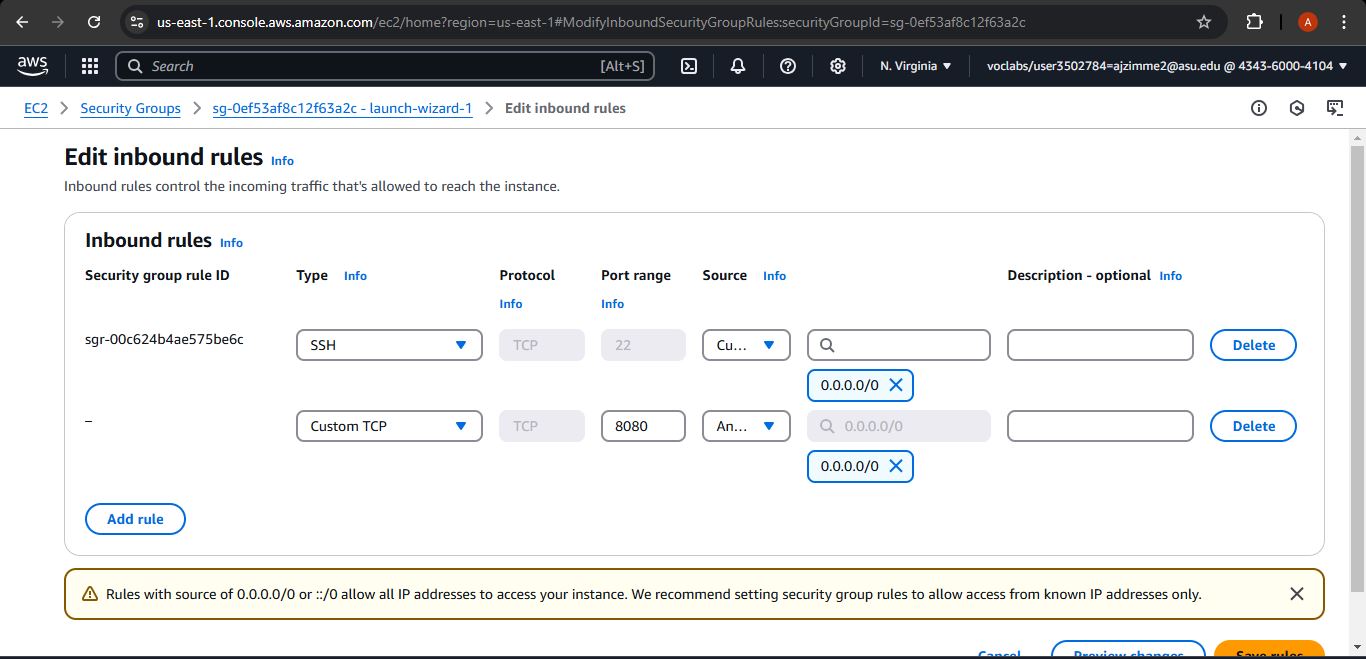 us-east-1.console.aws.amazon.com/ec2/home?region=us-east-1#ModifyInboundSecurityGroupRules:securityGroupId=sg-0ef53af8c12f63a2c
A
aws
Search [Alt+S] N. Virginia voclabs/user3502784=ajzimme2@asu.edu @ 4343-6000-4104
EC2 Security Groups sg-0ef53af8c12f63a2c - launch-wizard-1 Edit inbound rules
Edit inbound rules Info
Inbound rules control the incoming traffic that's allowed to reach the instance.
Inbound rules Info
Security group rule ID Type Info Protocol Port range Source Info Description - optional Info
Info Info
sgr-00c624b4ae575be6c SSH TCP 22 Cu... Delete
0.0.0.0/0
– Custom TCP TCP 8080 An... 0.0.0.0/0 Delete
0.0.0.0/0
Add rule
Rules with source of 0.0.0.0/0 or ::/0 allow all IP addresses to access your instance. We recommend setting security group rules to allow access from known IP addresses only.
Cancel Preview changes Save rules